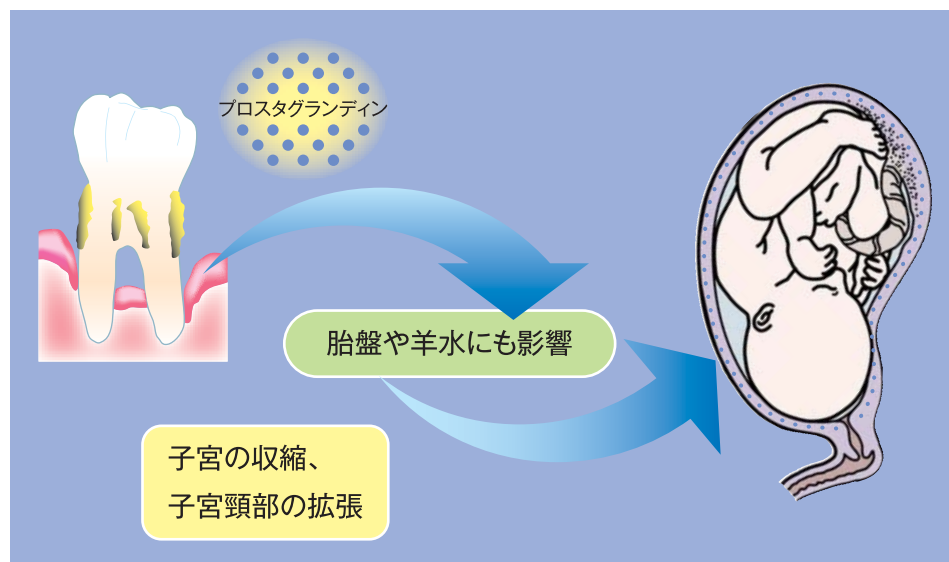 プロスタグランディン
胎盤や羊水にも影響
子宮の収縮、
子宮頸部の拡張